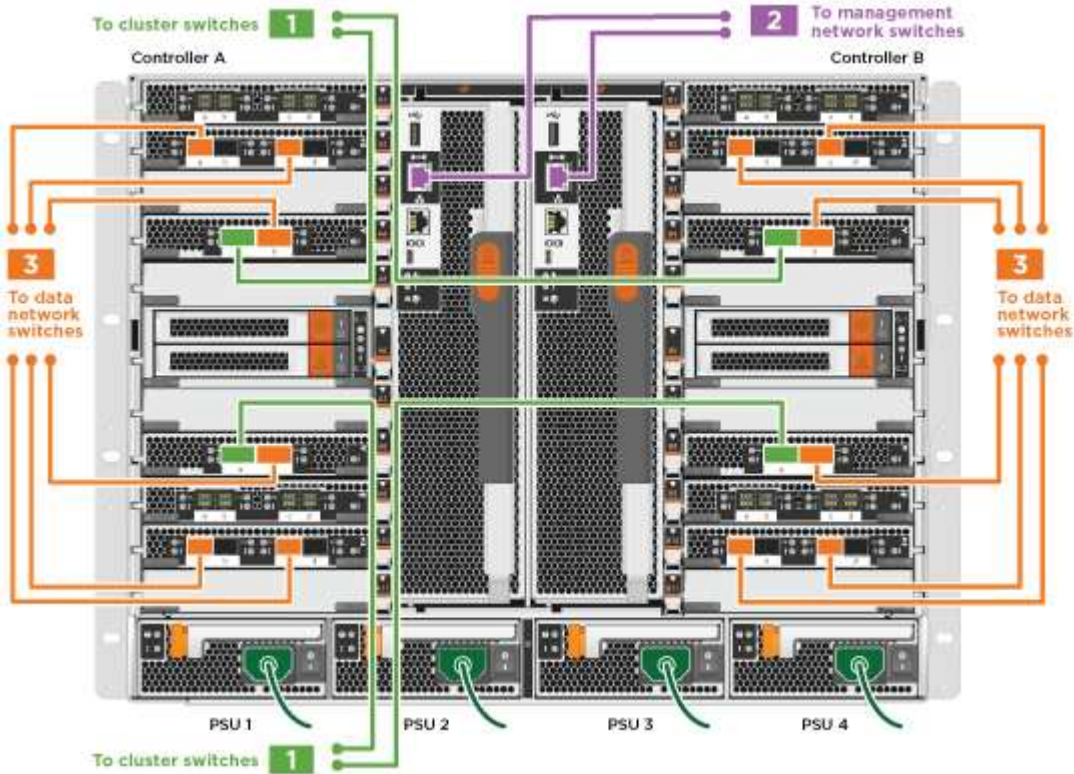 To cluster switches 1
2 To management
network switches
Controller A
Controller B
3
To data
network
switches
3
To data
network
switches
PSU 1
PSU 2
PSU 3
PSU 4
To cluster switches 1